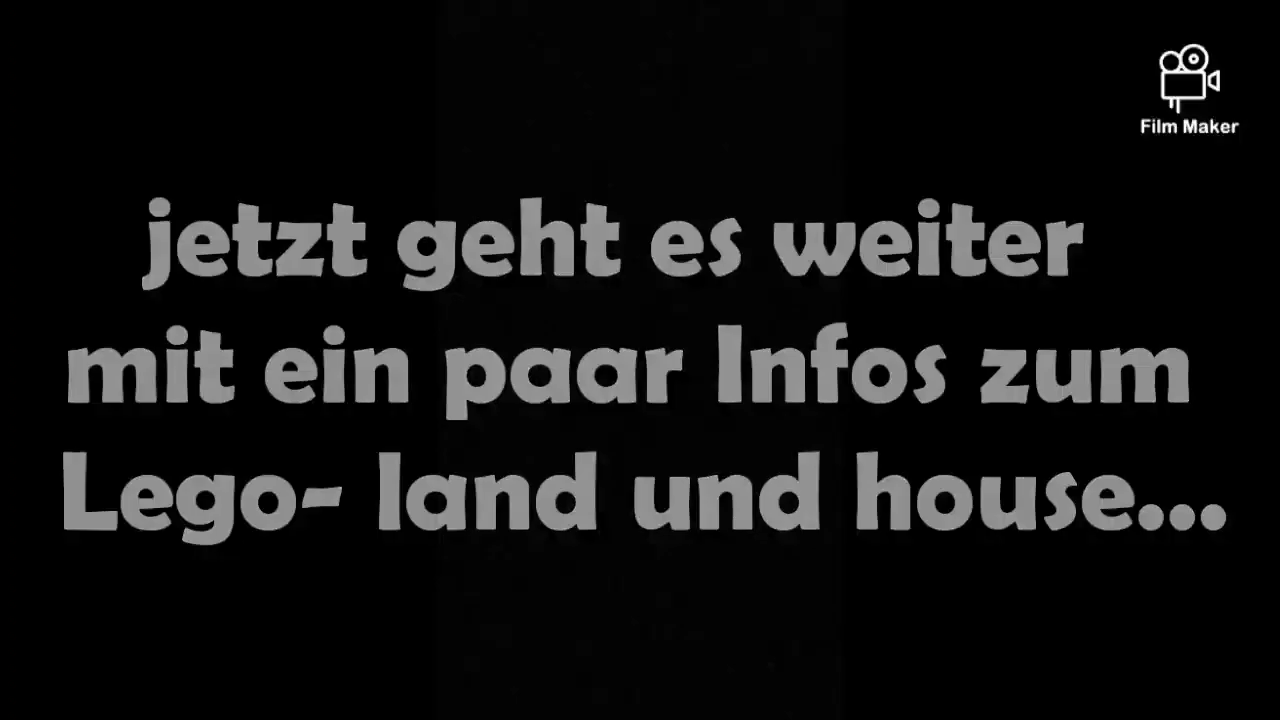 Film Maker
jetzt geht es weiter
mit ein paar Infos zum
Lego- land und house...